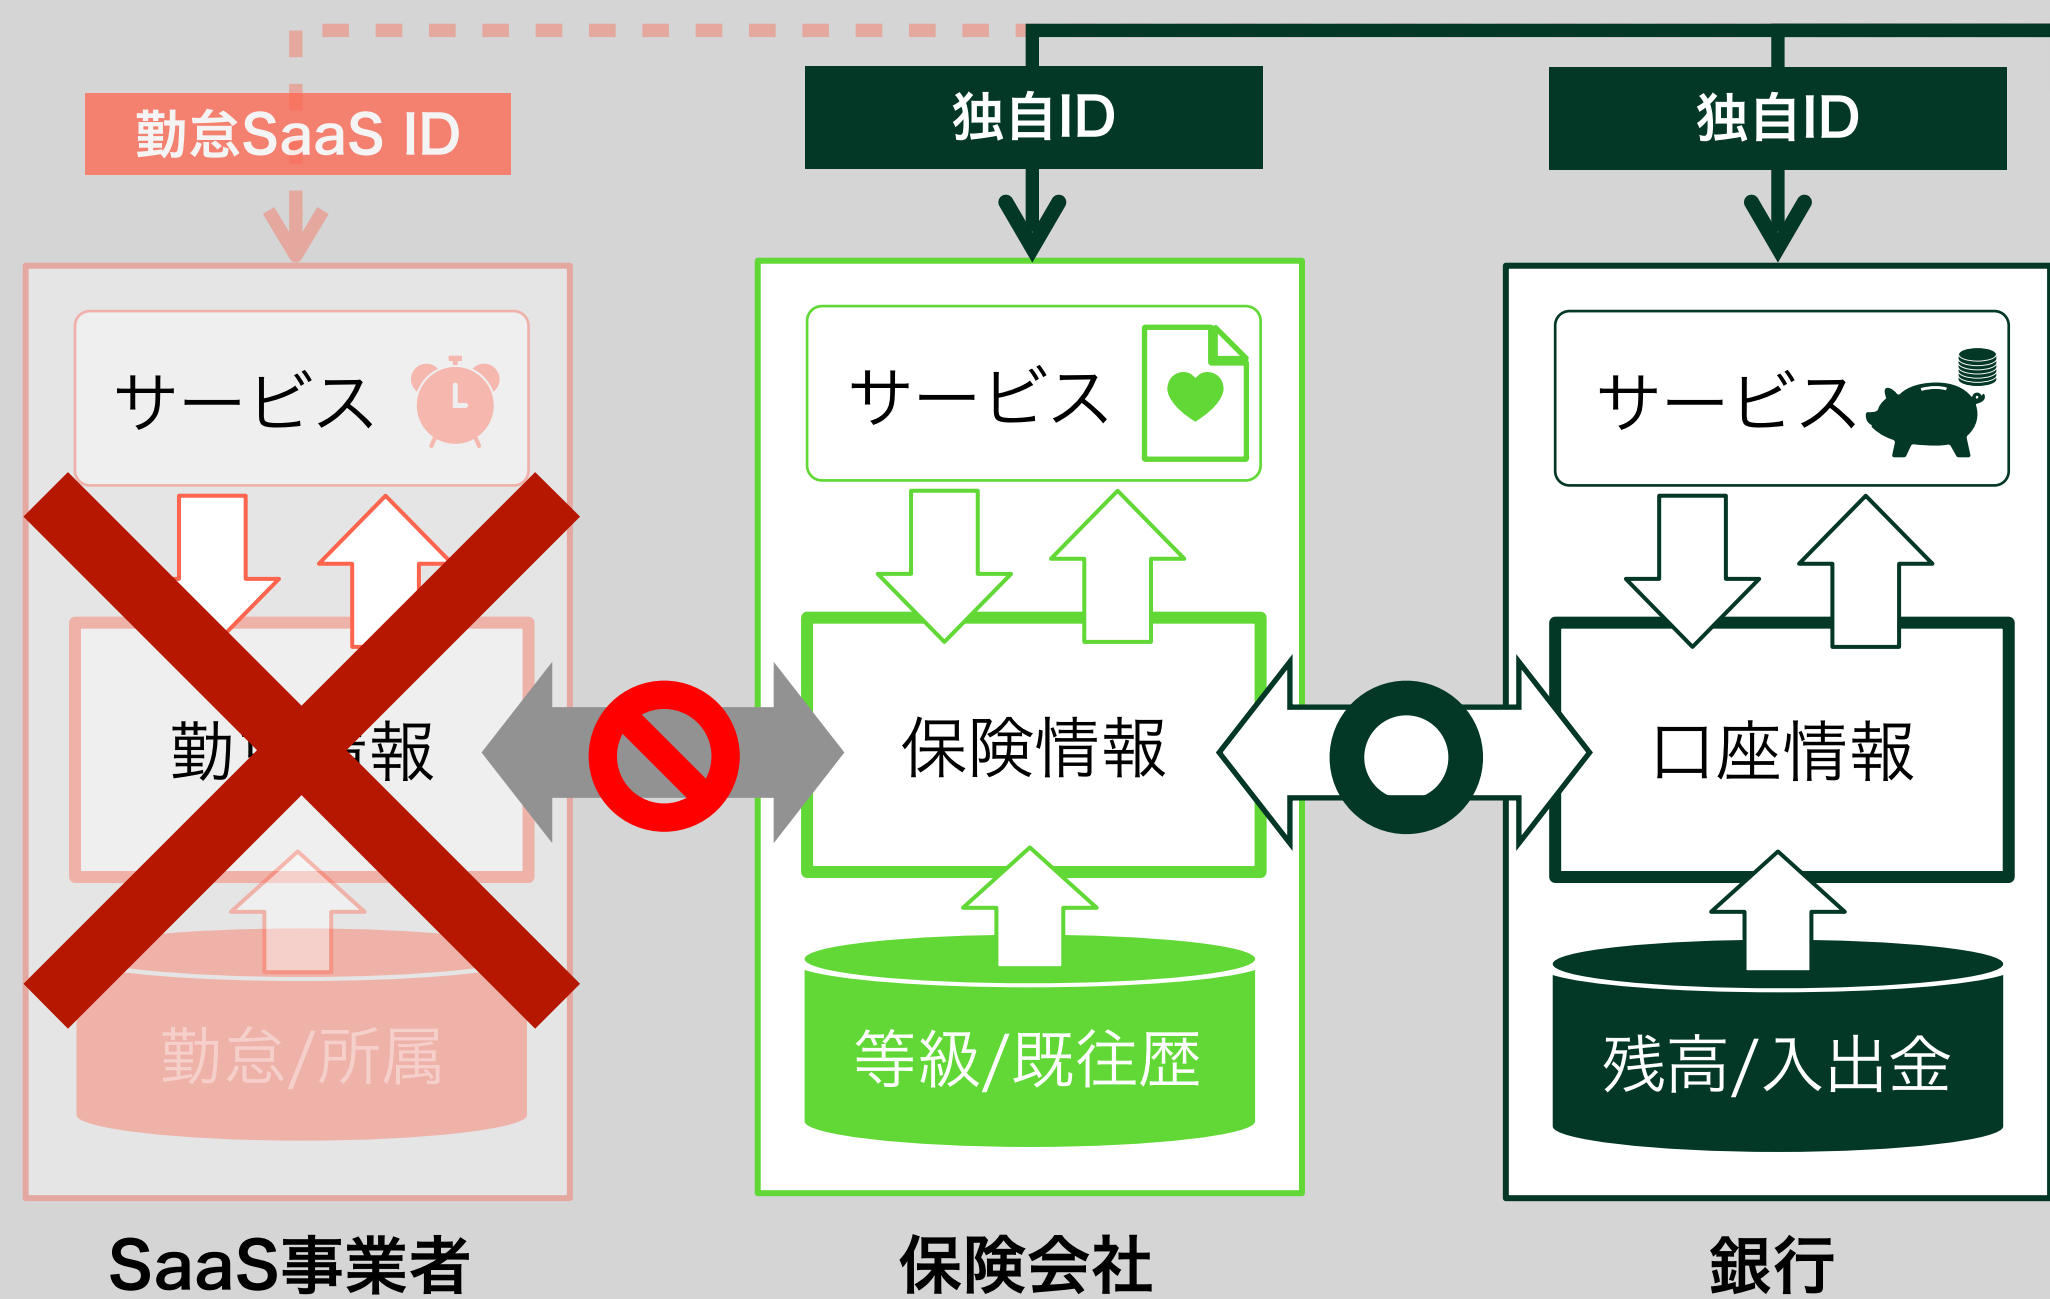 勤怠SaaS ID
独自ID
独自ID
サービス
サービス
サービス
情報
保険情報
口座情報
勤怠/所属
等級/既往歴
残高/入出金
SaaS事業者
保険会社
銀行